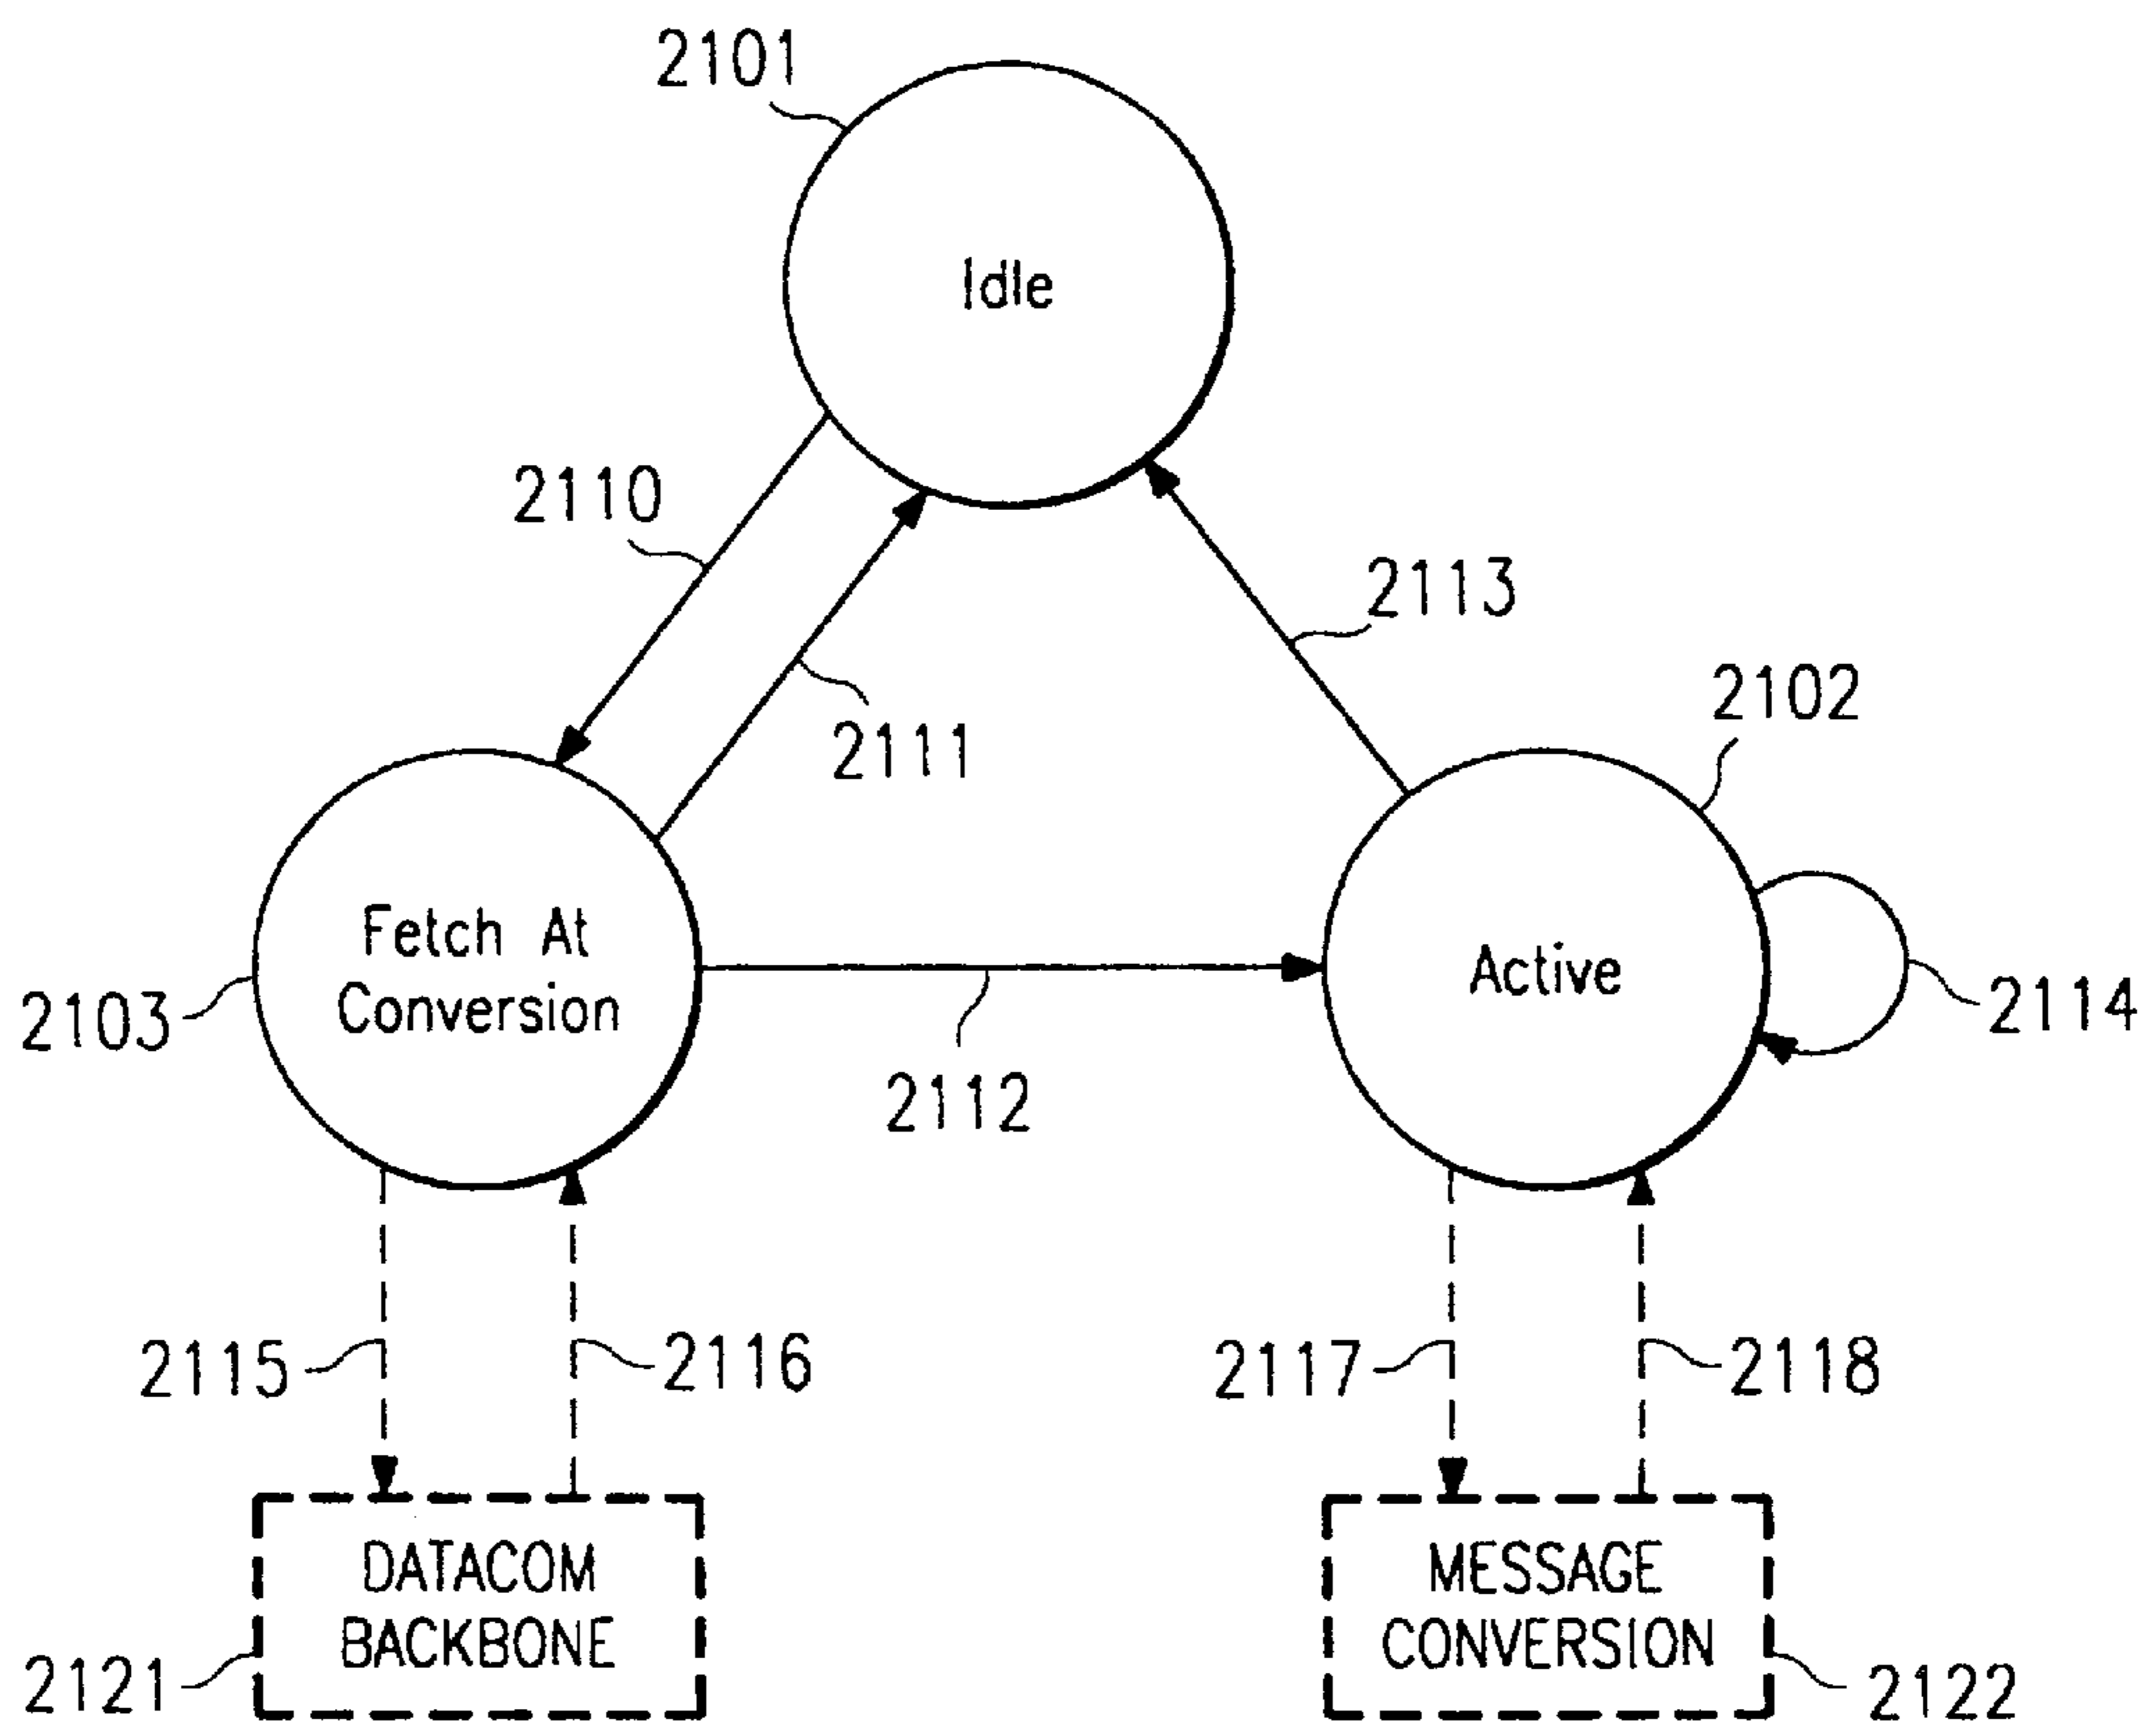 2101
Idle
2110
2113
2111
2102
Fetch At
Conversion
Active
2103
2114
2112
2115
2116
2117
2118
DATACOM
BACKBONE
MESSAGE
CONVERSION
2121
2122